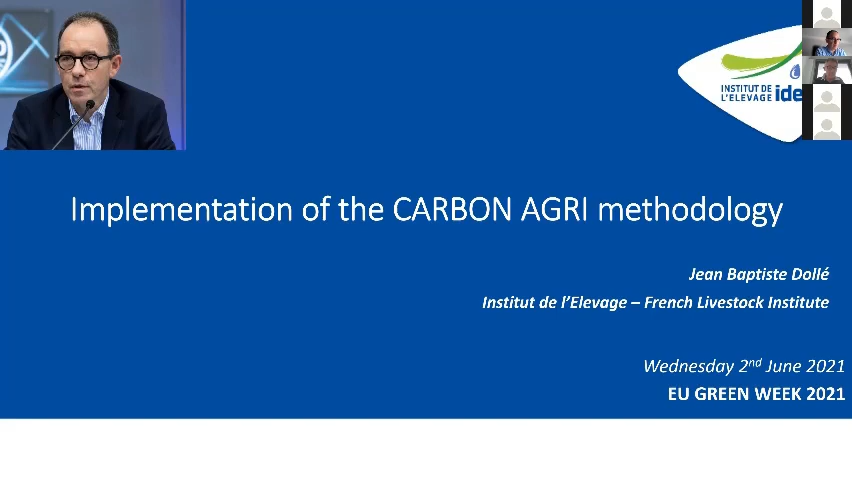 INSTITUT DE
L'ELEVAGE ide
Implementation of the CARBON AGRI methodology
Jean Baptiste Dollé
Institut de l'Elevage – French Livestock Institute
Wednesday 2nd June 2021
EU GREEN WEEK 2021